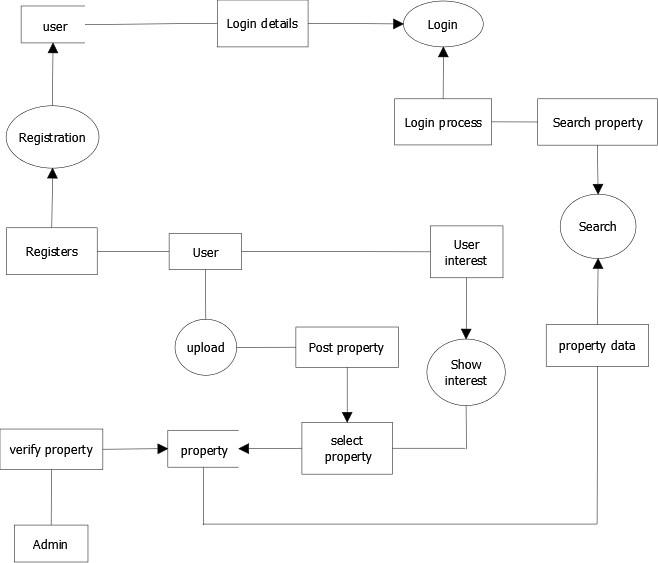 user
Login details
Login
Registration
Login process
Search property
Search
Registers
User
User
interest
upload
Post property
Show
interest
property data
verify property
property
select
property
Admin